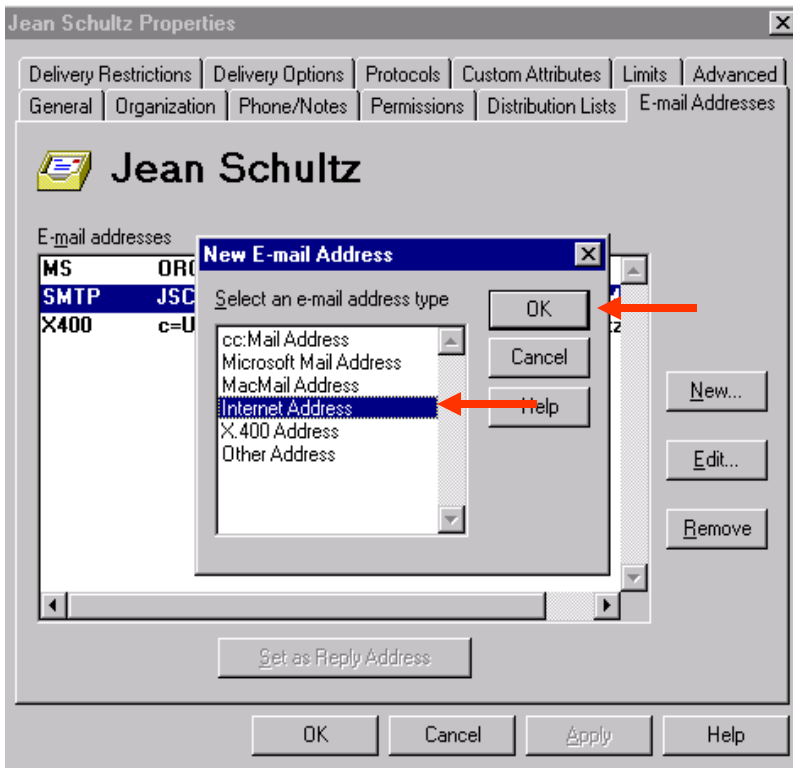 Jean Schultz Properties
Delivery Restrictions Delivery Options Protocols Custom Attributes Limits Advanced
General Organization Phone/Notes Permissions Distribution Lists E-mail Addresses
Jean Schultz
E-mail addresses
MS
SMTP JSC
X400 c=U
New E-mail Address
Select an e-mail address type
cc:Mail Address
Microsoft Mail Address
MacMail Address
Internet Address
X.400 Address
Other Address
OK
Cancel
Help
New...
Edit...
Remove
Set as Reply Address
OK Cancel Apply Help